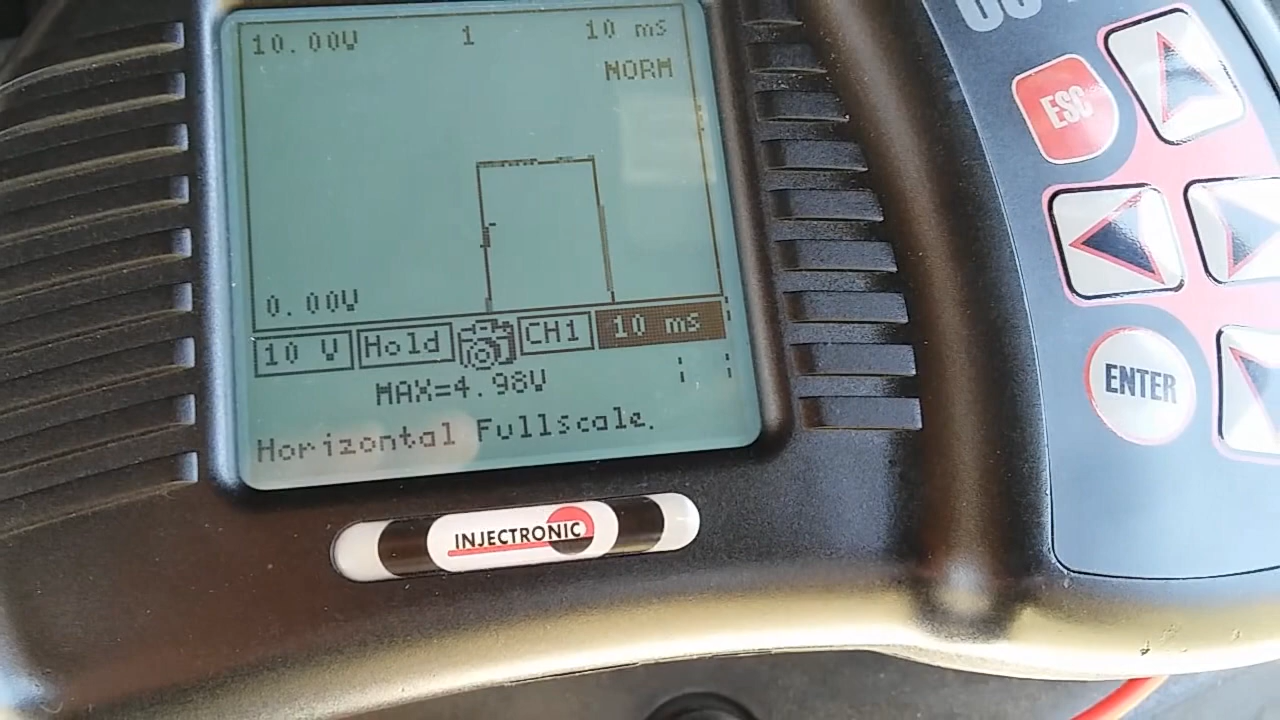 10.00V 1 10 ms
NORM
0.00V
10 V Hold CH1 10 ms
MAX=4.98V
Horizontal Fullscale.
INJECTRONIC
ESC
ENTER